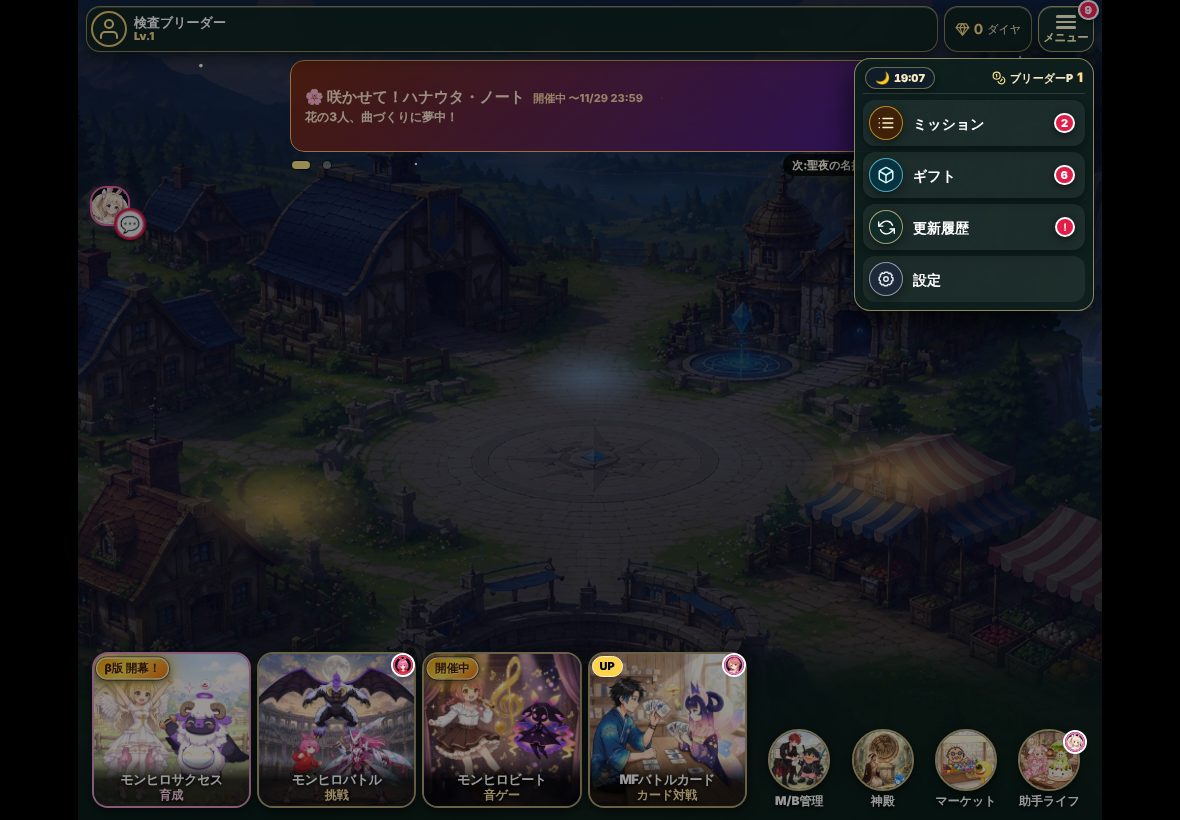 検査ブリーダー
Lv.1
0 ダイヤ
9
メニュー
🌸 咲かせて！ハナウタ・ノート 開催中 〜11/29 23:59
花の3人、曲づくりに夢中！
次:聖夜の名
🌙 19:07
ブリーダーP 1
ミッション
2
ギフト
6
更新履歴
!
設定
β版 開幕！
モンヒロサクセス
育成
モンヒロバトル
挑戦
開催中
モンヒロビート
音ゲー
UP
MFバトルカード
カード対戦
M/B管理
神殿
マーケット
助手ライフ